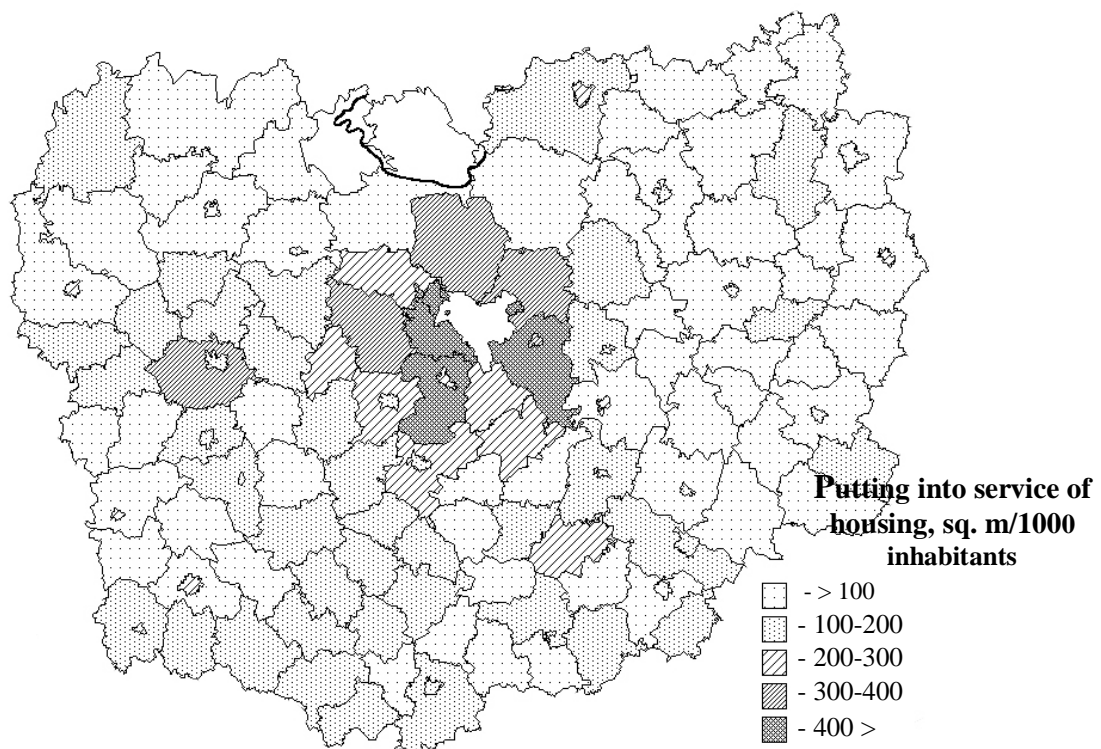 Putting into service of
housing, sq. m/1000
inhabitants
- > 100
- 100-200
- 200-300
- 300-400
- 400 >